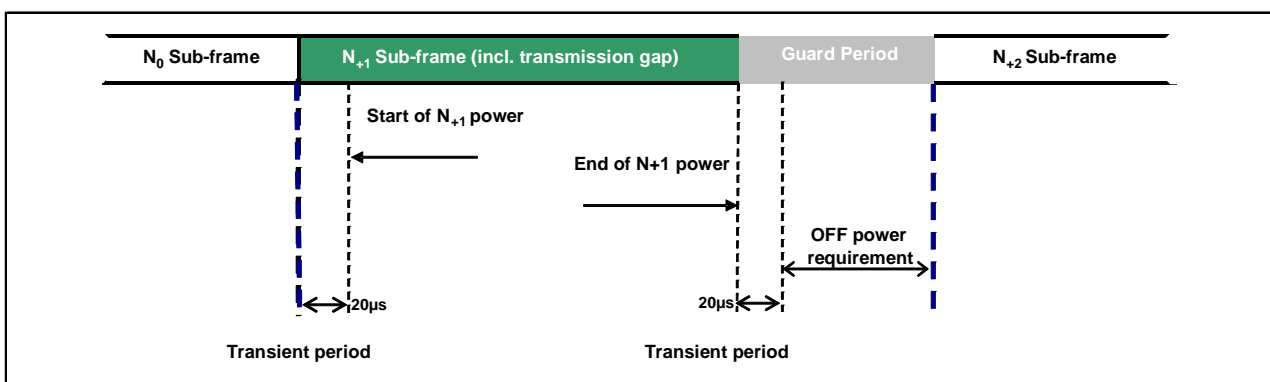 N₀ Sub-frame
N₊₁ Sub-frame (incl. transmission gap)
Guard Period
N₊₂ Sub-frame
Start of N₊₁ power
End of N+1 power
OFF power
requirement
20µs
20µs
Transient period
Transient period